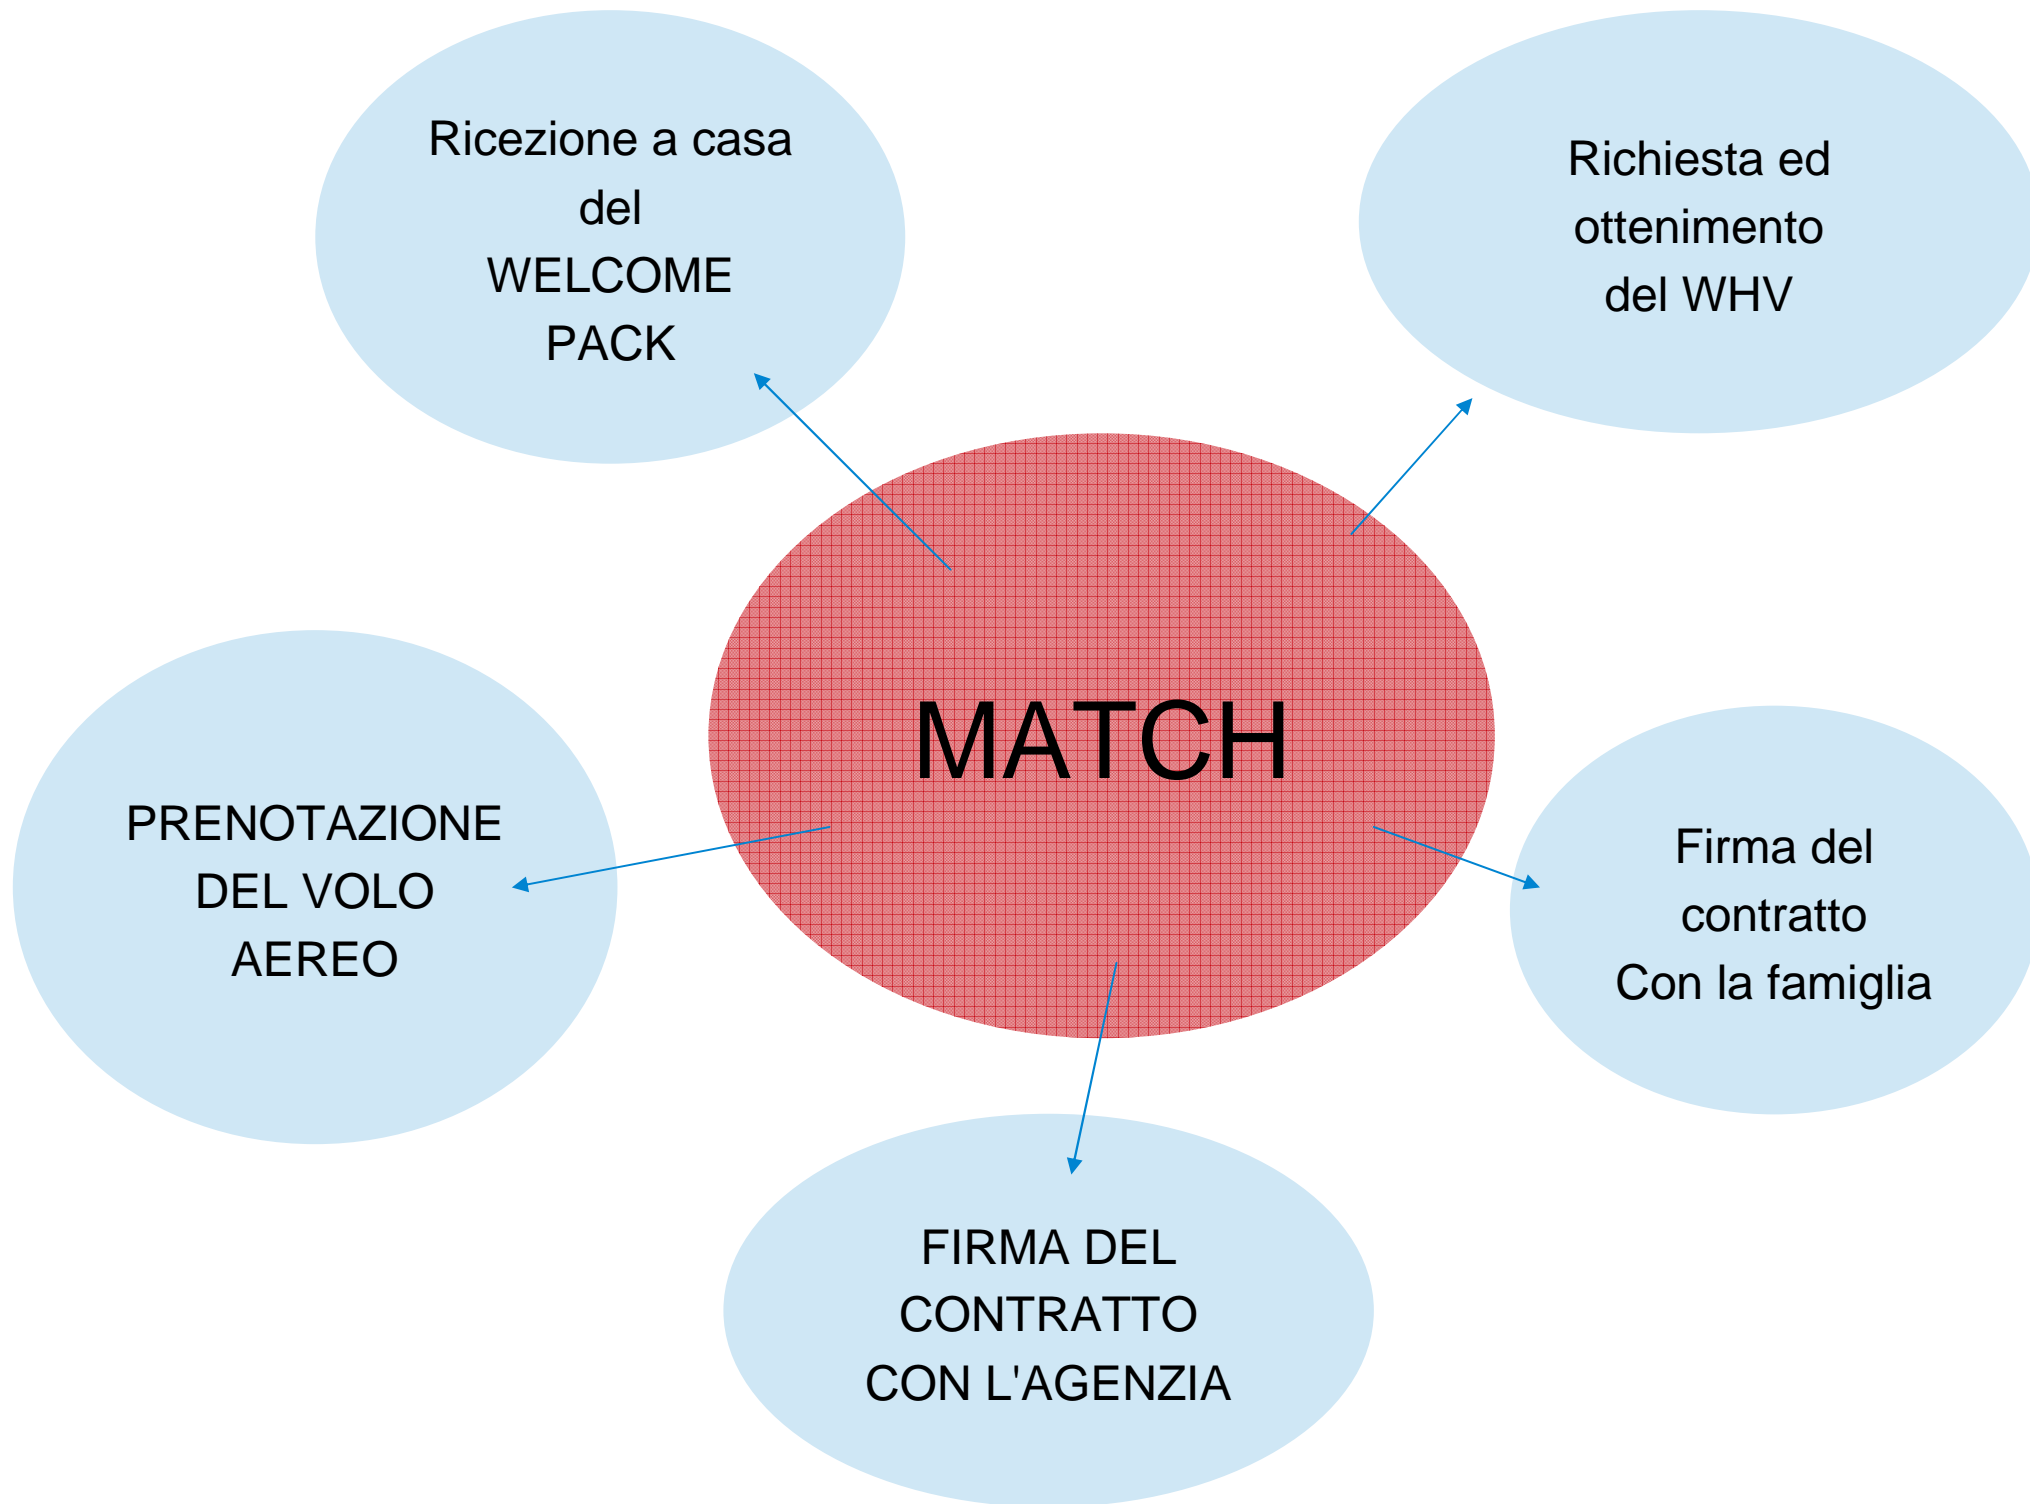 Ricezione a casa
del
WELCOME
PACK
Richiesta ed
ottenimento
del WHV
MATCH
PRENOTAZIONE
DEL VOLO
AEREO
Firma del
contratto
Con la famiglia
FIRMA DEL
CONTRATTO
CON L'AGENZIA